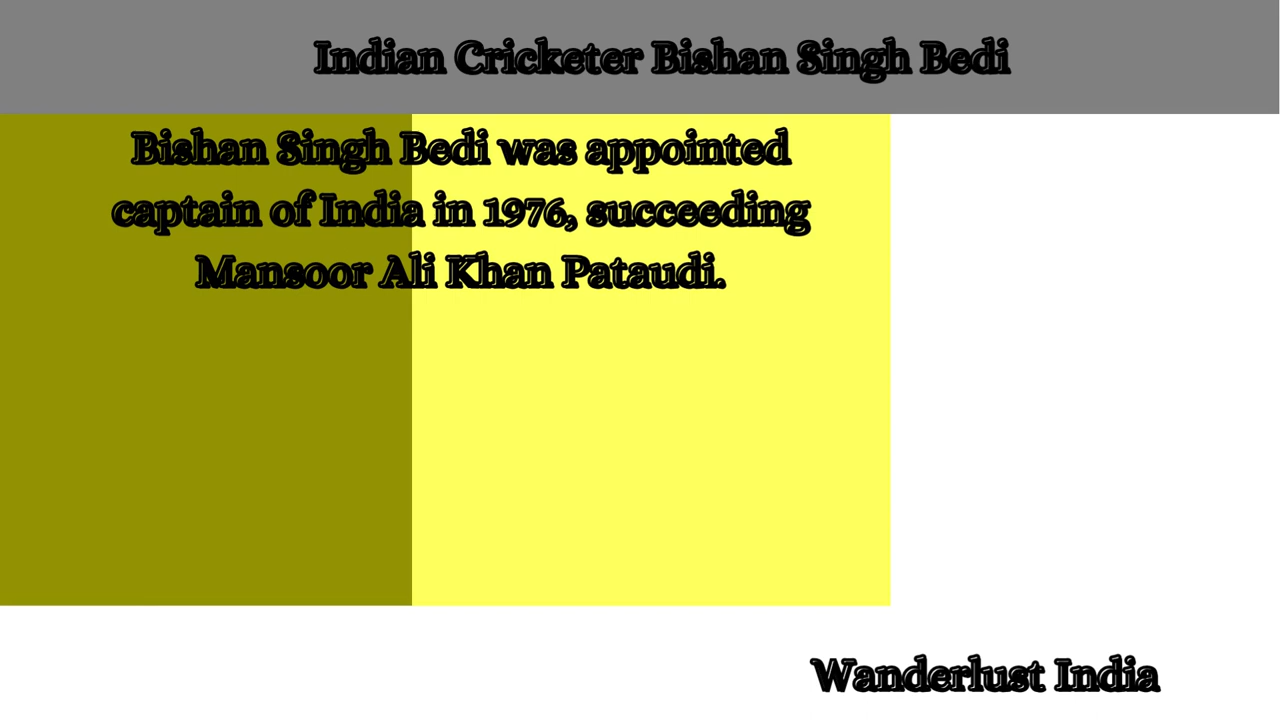 Indian Cricketer Bishan Singh Bedi
Bishan Singh Bedi was appointed
captain of India in 1976, succeeding
Mansoor Ali Khan Pataudi.
Wanderlust India